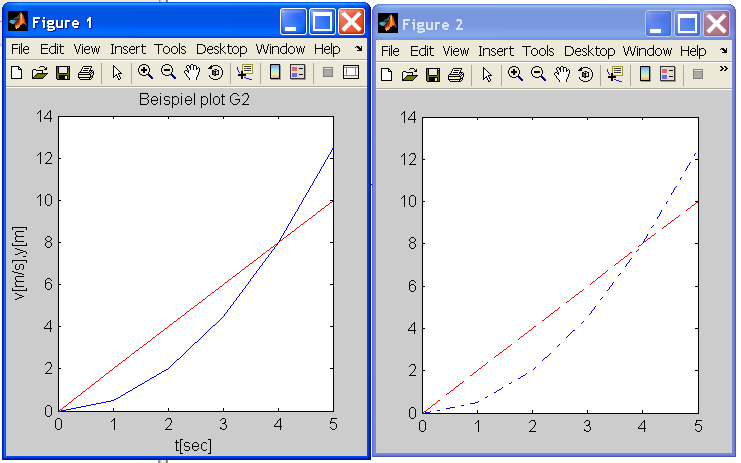 Figure 1
File Edit View Insert Tools Desktop Window Help
Beispiel plot G2
14
12
10
8
6
4
2
0
v[m/s],y[m]
0 1 2 3 4 5
t[sec]
Figure 2
File Edit View Insert Tools Desktop Window Help
14
12
10
8
6
4
2
0
0 1 2 3 4 5